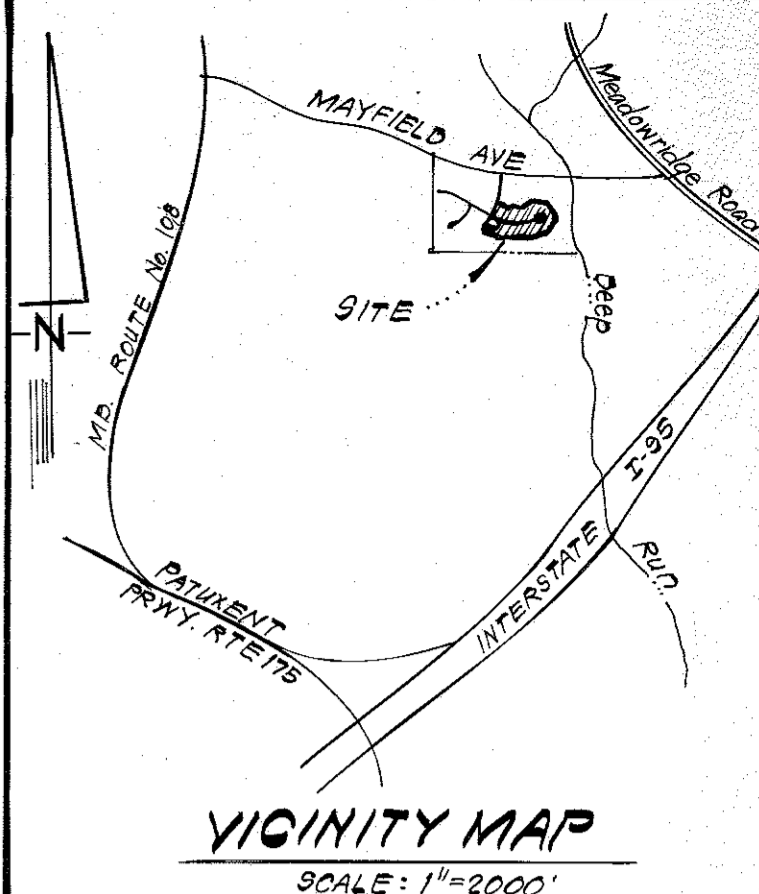 Meadowridge Road
MAYFIELD AVE
MD. ROUTE No. 108
SITE
Deep Run
-N-
INTERSTATE I-95
PATUXENT
PRWY. RTE 175
VICINITY MAP
SCALE: 1"=2000'